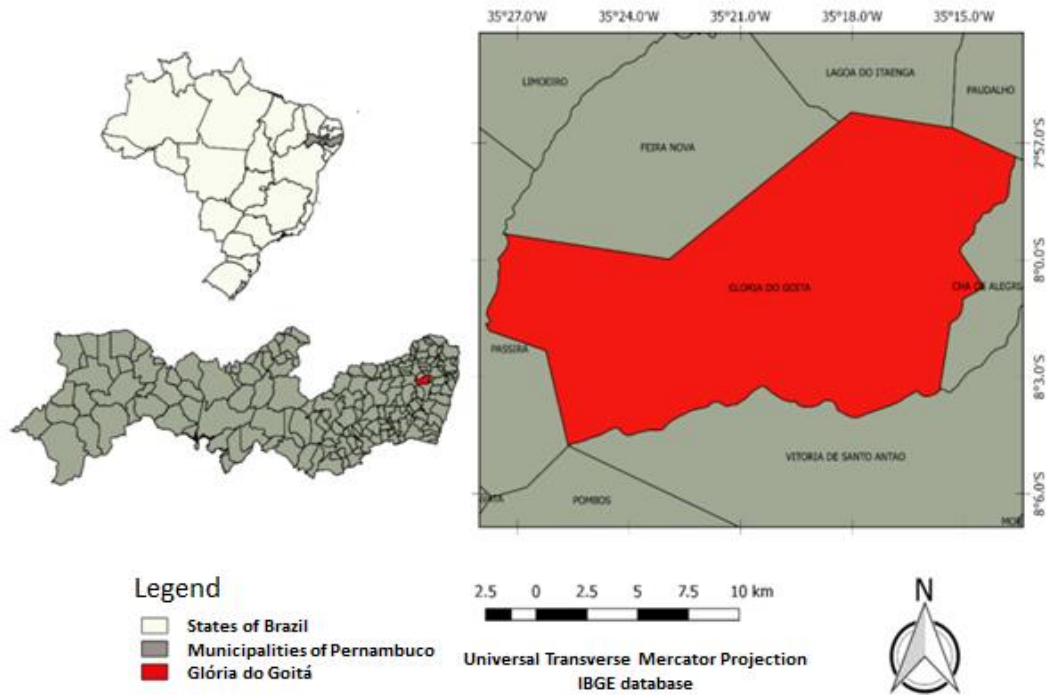 35°27.0'W 35°24.0'W 35°21.0'W 35°18.0'W 35°15.0'W
LIMOEIRO
LAGOA DO ITAENGA
PAUDALHO
FEIRA NOVA
7°57.0'S
8°0.0'S
GLORIA DO GOITA
CHA DE ALEGRI
PASSIRA
8°3.0'S
VITORIA DE SANTO ANTAO
POMBOS
8°6.0'S
Legend
States of Brazil
Municipalities of Pernambuco
Glória do Goitá
2.5 0 2.5 5 7.5 10 km
Universal Transverse Mercator Projection
IBGE database
N